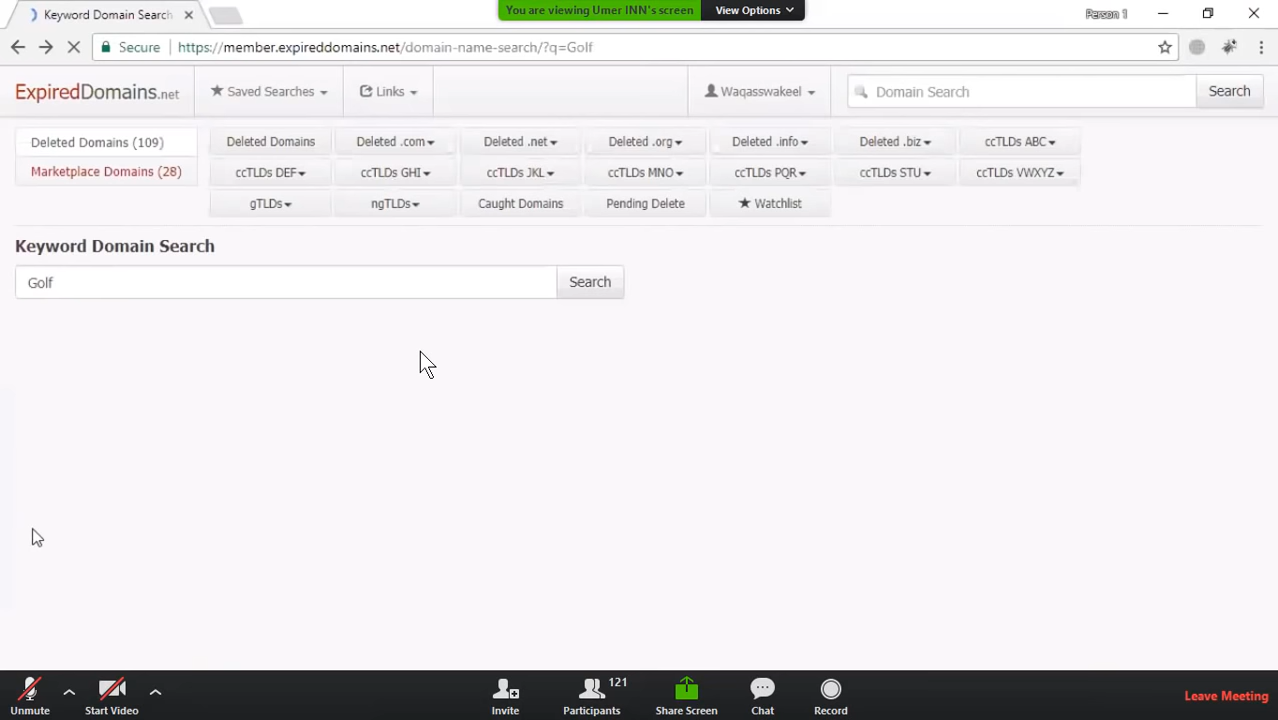 Keyword Domain Search
You are viewing Umer INN's screen
View Options
Person 1
Secure
https://member.expireddomains.net/domain-name-search/?q=Golf
ExpiredDomains.net
Saved Searches
Links
Waqasswakeel
Domain Search
Search
Deleted Domains (109)
Deleted Domains
Deleted .com
Deleted .net
Deleted .org
Deleted .info
Deleted .biz
ccTLDs ABC
Marketplace Domains (28)
ccTLDs DEF
ccTLDs GHI
ccTLDs JKL
ccTLDs MNO
ccTLDs PQR
ccTLDs STU
ccTLDs VWXYZ
gTLDs
ngTLDs
Caught Domains
Pending Delete
Watchlist
Keyword Domain Search
Golf
Search
Unmute
Start Video
Invite
121
Participants
Share Screen
Chat
Record
Leave Meeting